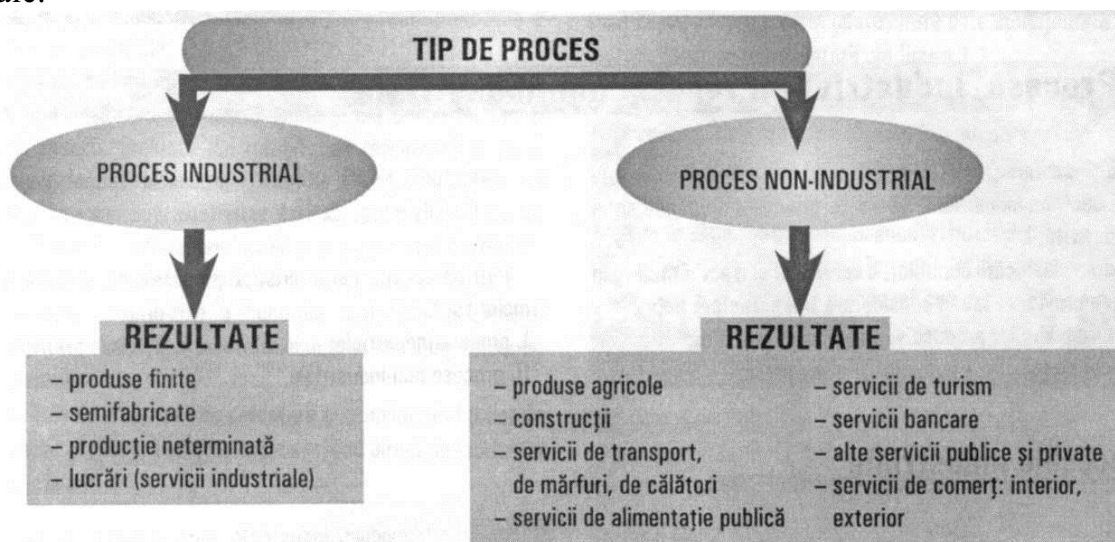 TIP DE PROCES
PROCES INDUSTRIAL
PROCES NON-INDUSTRIAL
REZULTATE
– produse finite
– semifabricate
– producție neterminată
– lucrări (servicii industriale)
REZULTATE
– produse agricole
– construcții
– servicii de transport,
de mărfuri, de călători
– servicii de alimentație publică
– servicii de turism
– servicii bancare
– alte servicii publice și private
– servicii de comerț: interior,
exterior